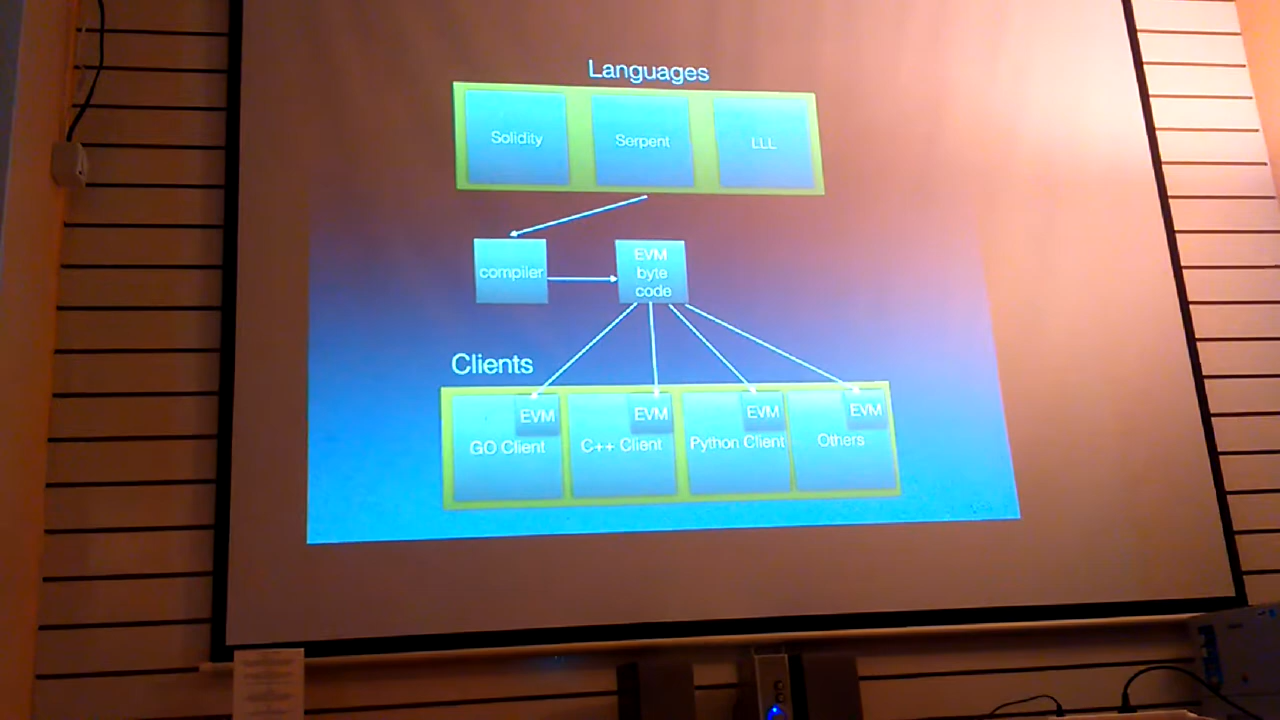 Languages
Solidity
Serpent
LLL
compiler
EVM
byte
code
Clients
EVM
GO Client
EVM
C++ Client
EVM
Python Client
EVM
Others